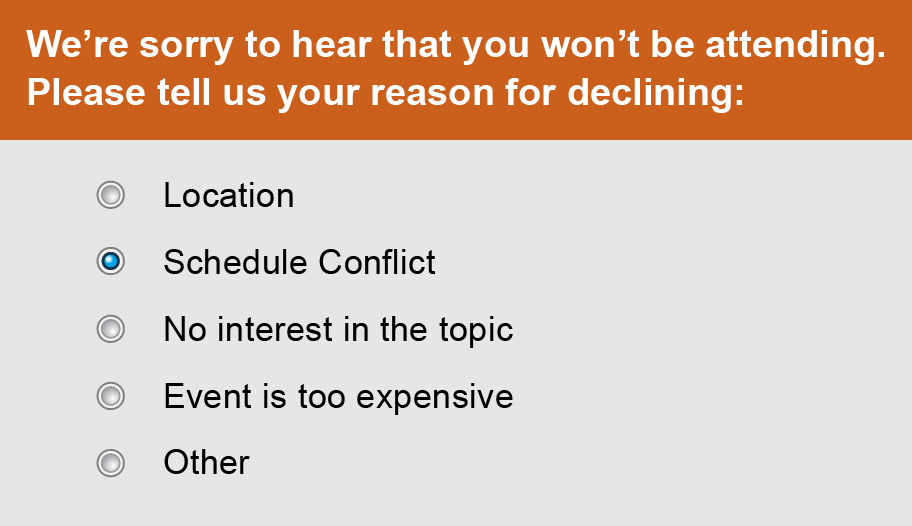 We’re sorry to hear that you won’t be attending.
Please tell us your reason for declining:
Location
Schedule Conflict
No interest in the topic
Event is too expensive
Other